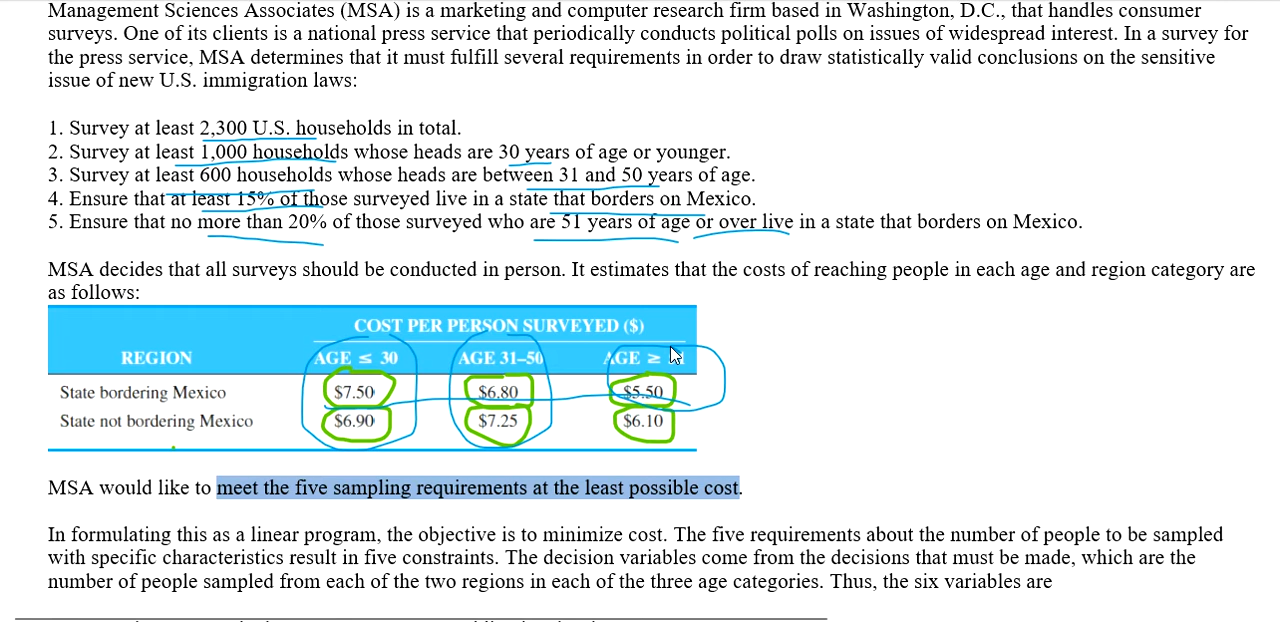 Management Sciences Associates (MSA) is a marketing and computer research firm based in Washington, D.C., that handles consumer
surveys. One of its clients is a national press service that periodically conducts political polls on issues of widespread interest. In a survey for
the press service, MSA determines that it must fulfill several requirements in order to draw statistically valid conclusions on the sensitive
issue of new U.S. immigration laws:
1. Survey at least 2,300 U.S. households in total.
2. Survey at least 1,000 households whose heads are 30 years of age or younger.
3. Survey at least 600 households whose heads are between 31 and 50 years of age.
4. Ensure that at least 15% of those surveyed live in a state that borders on Mexico.
5. Ensure that no more than 20% of those surveyed who are 51 years of age or over live in a state that borders on Mexico.
MSA decides that all surveys should be conducted in person. It estimates that the costs of reaching people in each age and region category are
as follows:
COST PER PERSON SURVEYED ($)
REGION AGE ≤ 30 AGE 31–50 AGE ≥
State bordering Mexico $7.50 $6.80 $5.50
State not bordering Mexico $6.90 $7.25 $6.10
MSA would like to meet the five sampling requirements at the least possible cost.
In formulating this as a linear program, the objective is to minimize cost. The five requirements about the number of people to be sampled
with specific characteristics result in five constraints. The decision variables come from the decisions that must be made, which are the
number of people sampled from each of the two regions in each of the three age categories. Thus, the six variables are